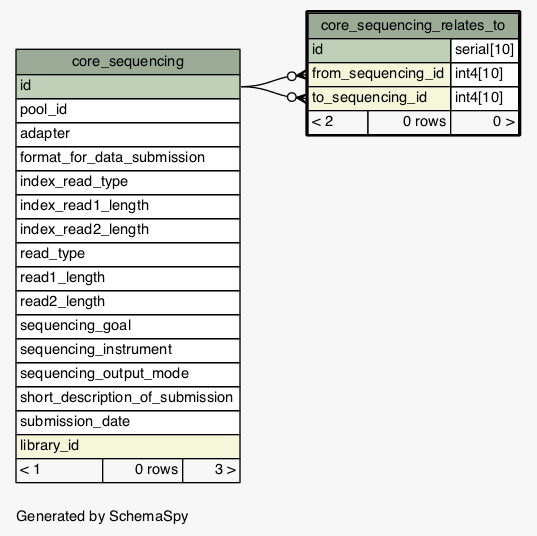 core_sequencing_relates_to
id serial[10]
from_sequencing_id int4[10]
to_sequencing_id int4[10]
< 2 0 rows 0 >
core_sequencing
id
pool_id
adapter
format_for_data_submission
index_read_type
index_read1_length
index_read2_length
read_type
read1_length
read2_length
sequencing_goal
sequencing_instrument
sequencing_output_mode
short_description_of_submission
submission_date
library_id
< 1 0 rows 3 >
Generated by SchemaSpy